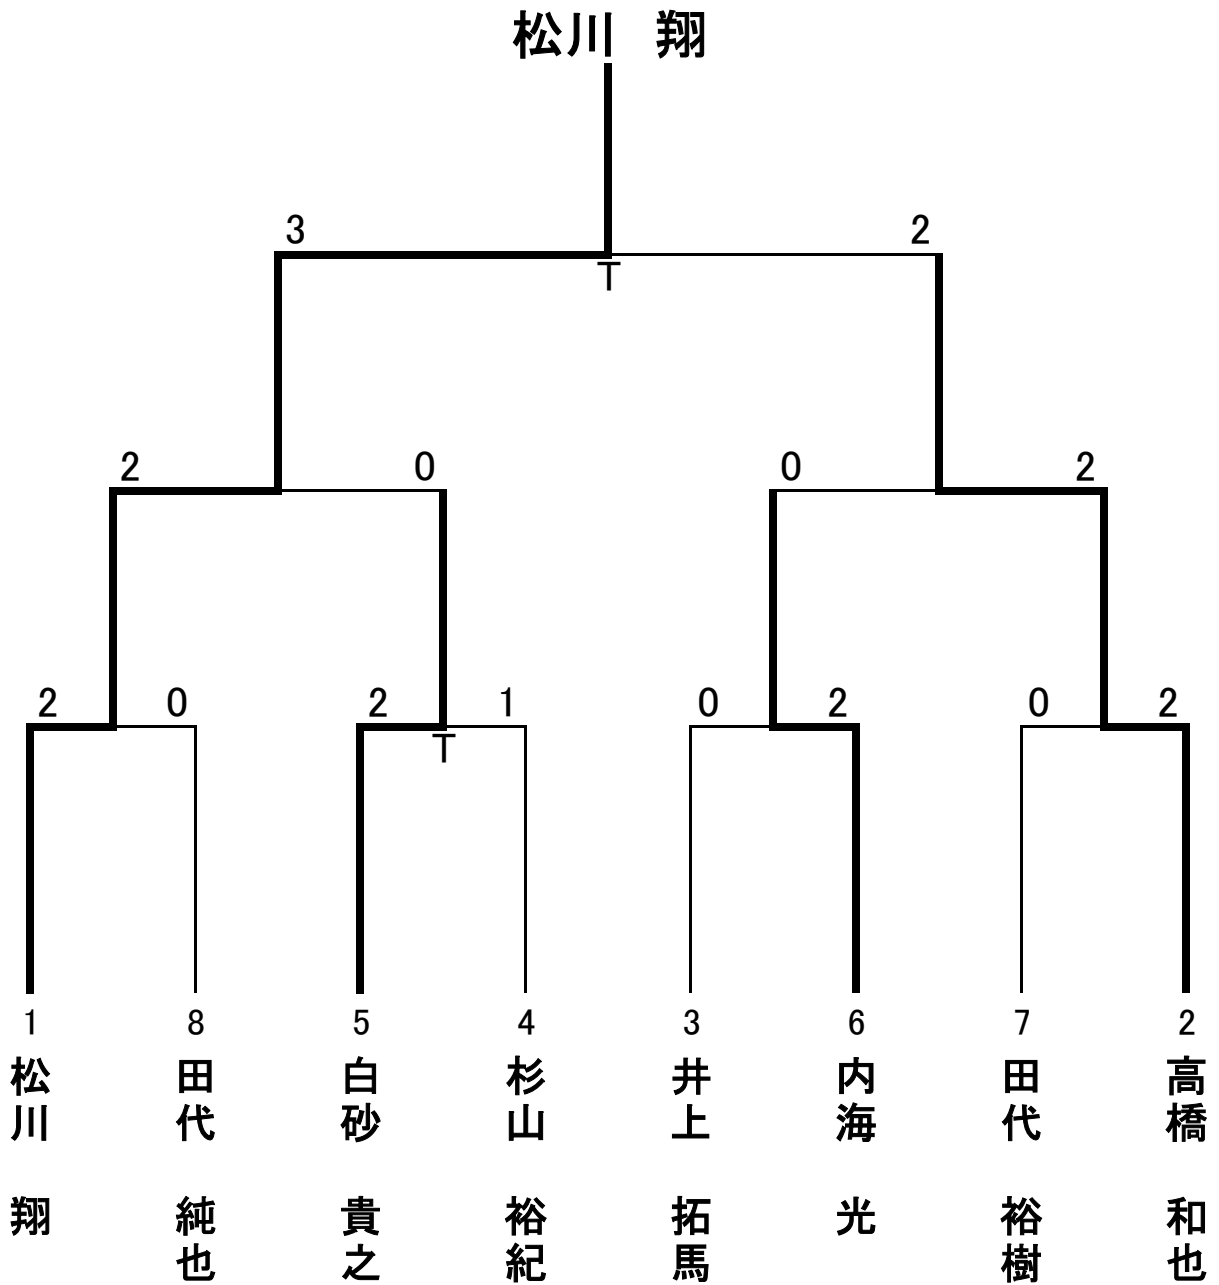 松川　翔
3 2
T
2 0 0 2
2 0 2 1 0 2 0 2
T
1 8 5 4 3 6 7 2
松川　翔
田代　純也
白砂　貴之
杉山　裕紀
井上　拓馬
内海　光
田代　裕樹
高橋　和也